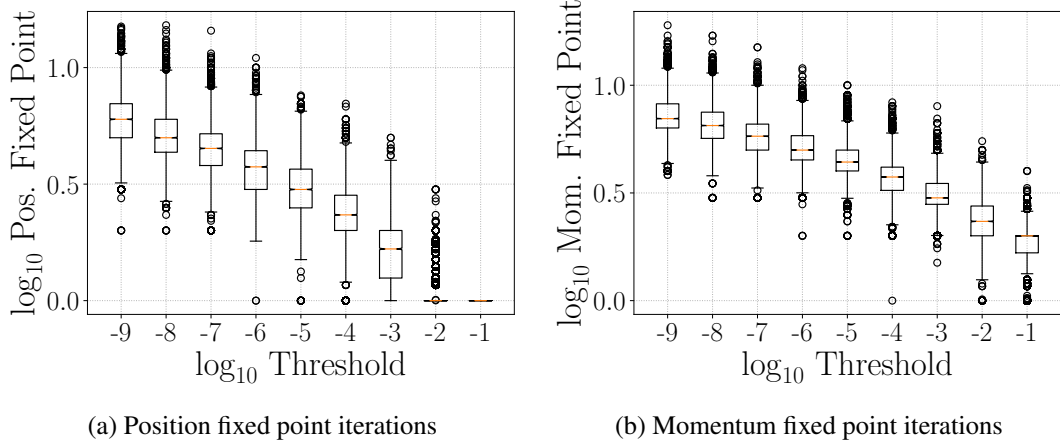 log₁₀ Pos. Fixed Point
1.0
0.5
0.0
-9 -8 -7 -6 -5 -4 -3 -2 -1
log₁₀ Threshold
(a) Position fixed point iterations
log₁₀ Mom. Fixed Point
1.0
0.5
0.0
-9 -8 -7 -6 -5 -4 -3 -2 -1
log₁₀ Threshold
(b) Momentum fixed point iterations